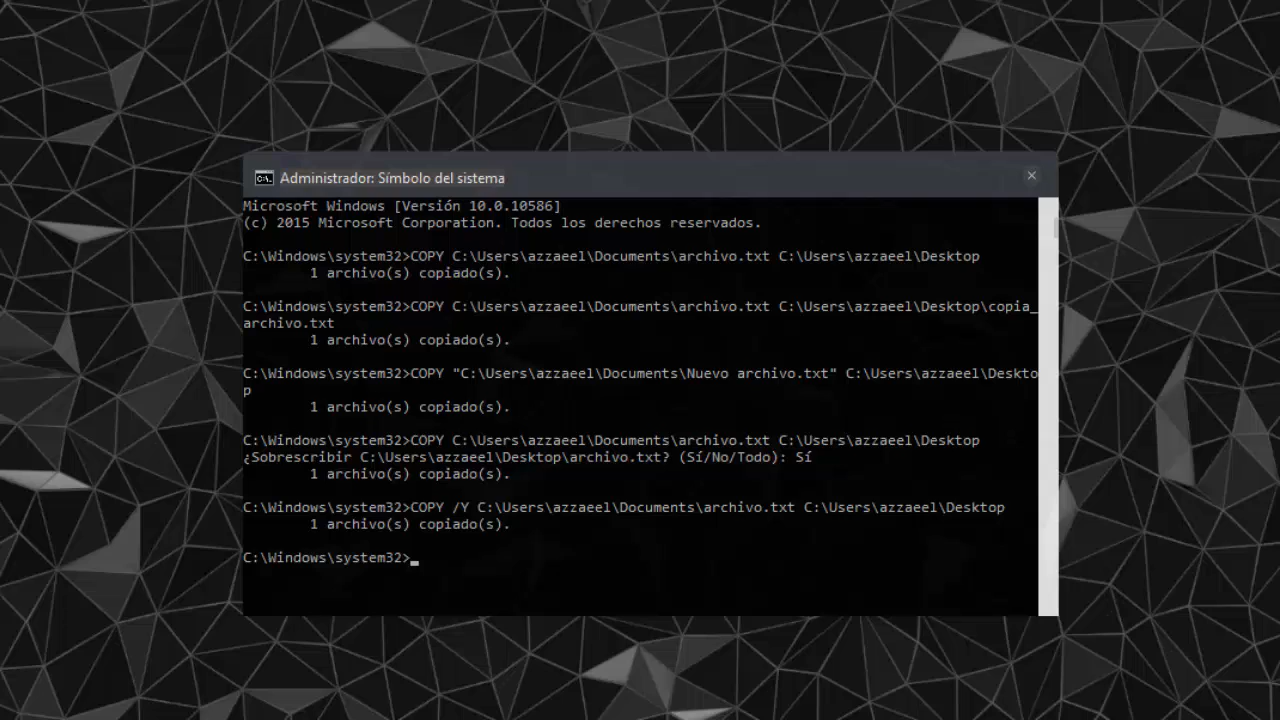 Administrador: Símbolo del sistema
Microsoft Windows [Versión 10.0.10586]
(c) 2015 Microsoft Corporation. Todos los derechos reservados.
C:\Windows\system32>COPY C:\Users\azzaeel\Documents\archivo.txt C:\Users\azzaeel\Desktop
1 archivo(s) copiado(s).
C:\Windows\system32>COPY C:\Users\azzaeel\Documents\archivo.txt C:\Users\azzaeel\Desktop\copia_
archivo.txt
1 archivo(s) copiado(s).
C:\Windows\system32>COPY "C:\Users\azzaeel\Documents\Nuevo archivo.txt" C:\Users\azzaeel\Deskto
p
1 archivo(s) copiado(s).
C:\Windows\system32>COPY C:\Users\azzaeel\Documents\archivo.txt C:\Users\azzaeel\Desktop
¿Sobrescribir C:\Users\azzaeel\Desktop\archivo.txt? (Sí/No/Todo): Sí
1 archivo(s) copiado(s).
C:\Windows\system32>COPY /Y C:\Users\azzaeel\Documents\archivo.txt C:\Users\azzaeel\Desktop
1 archivo(s) copiado(s).
C:\Windows\system32>